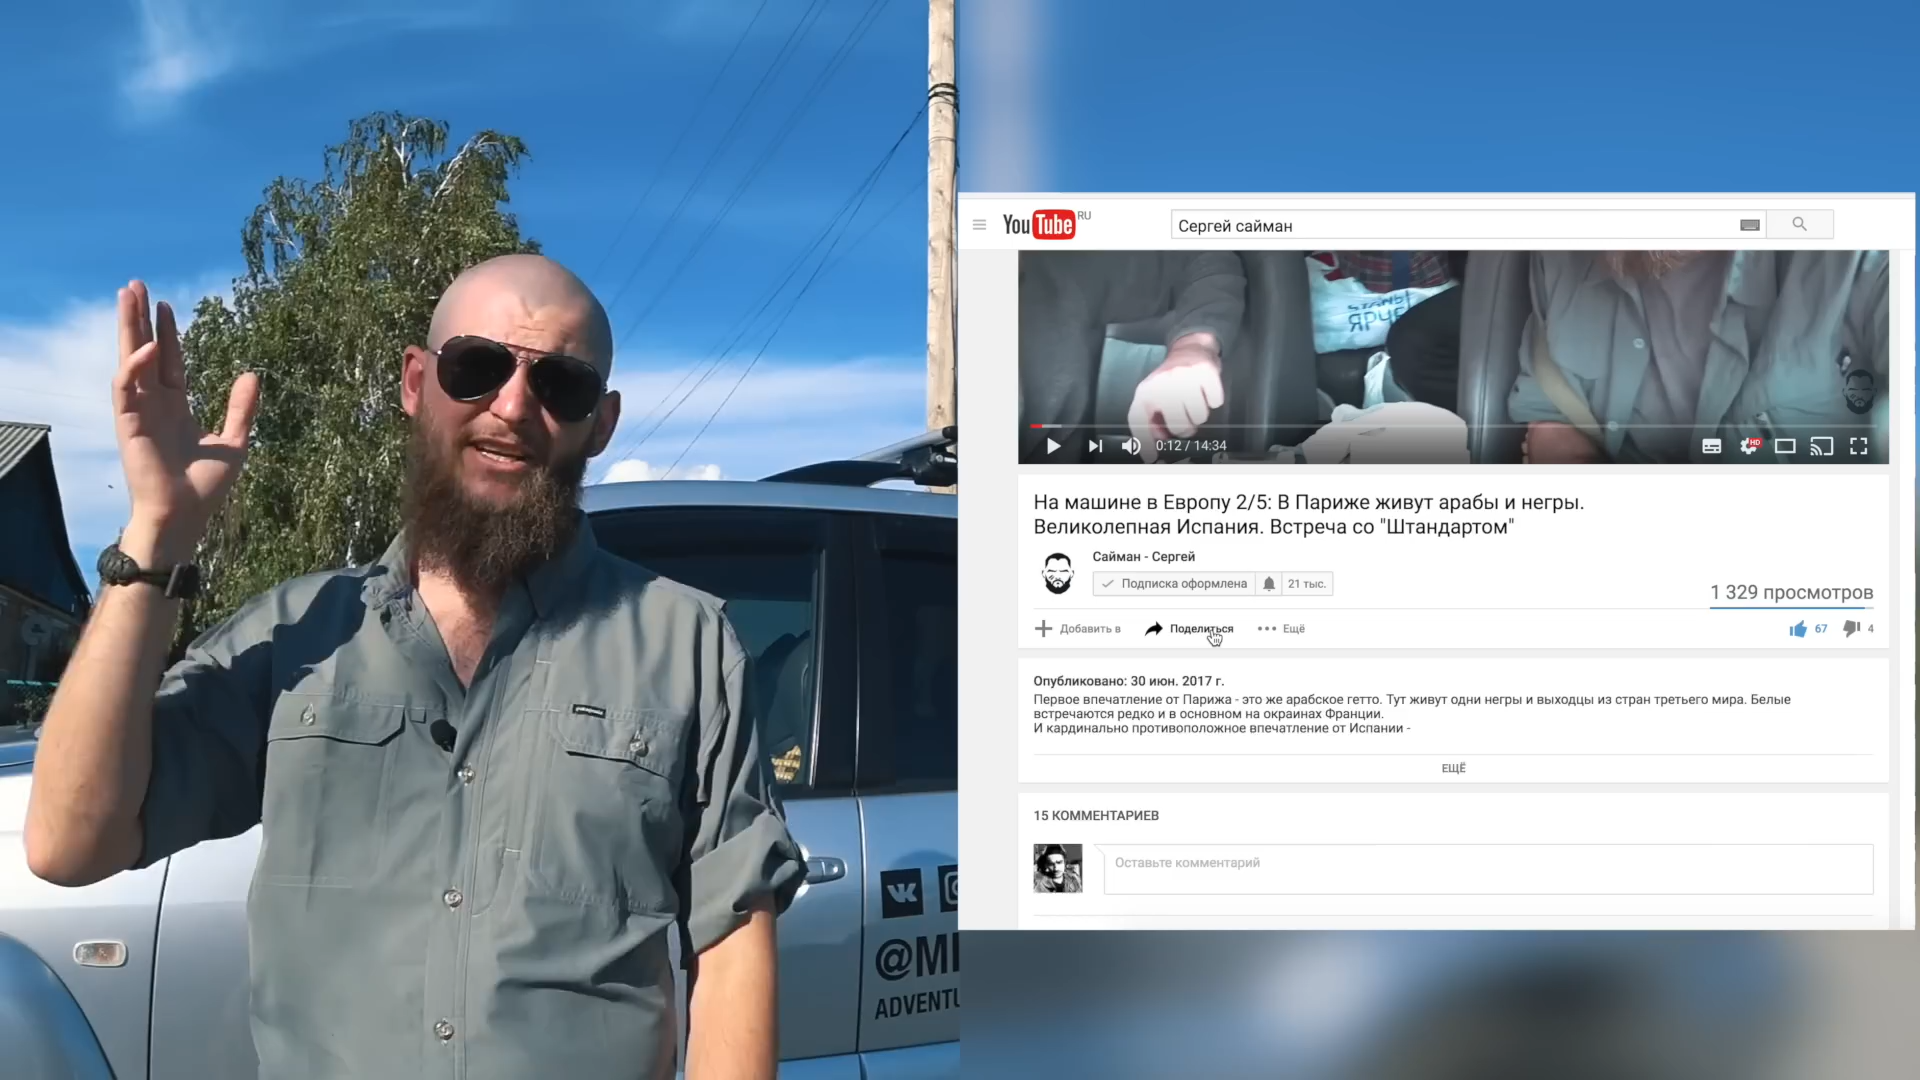 YouTube RU
Сергей сайман
STANЬ
ЯРЧЕ
0:12 / 14:34
HD
На машине в Европу 2/5: В Париже живут арабы и негры.
Великолепная Испания. Встреча со "Штандартом"
Сайман - Сергей
Подписка оформлена 21 тыс.
1 329 просмотров
Добавить в Поделиться Ещё 67 4
Опубликовано: 30 июн. 2017 г.
Первое впечатление от Парижа - это же арабское гетто. Тут живут одни негры и выходцы из стран третьего мира. Белые
встречаются редко и в основном на окраинах Франции.
И кардинально противоположное впечатление от Испании -
ЕЩЁ
15 КОММЕНТАРИЕВ
Оставьте комментарий
@MI
ADVENTU